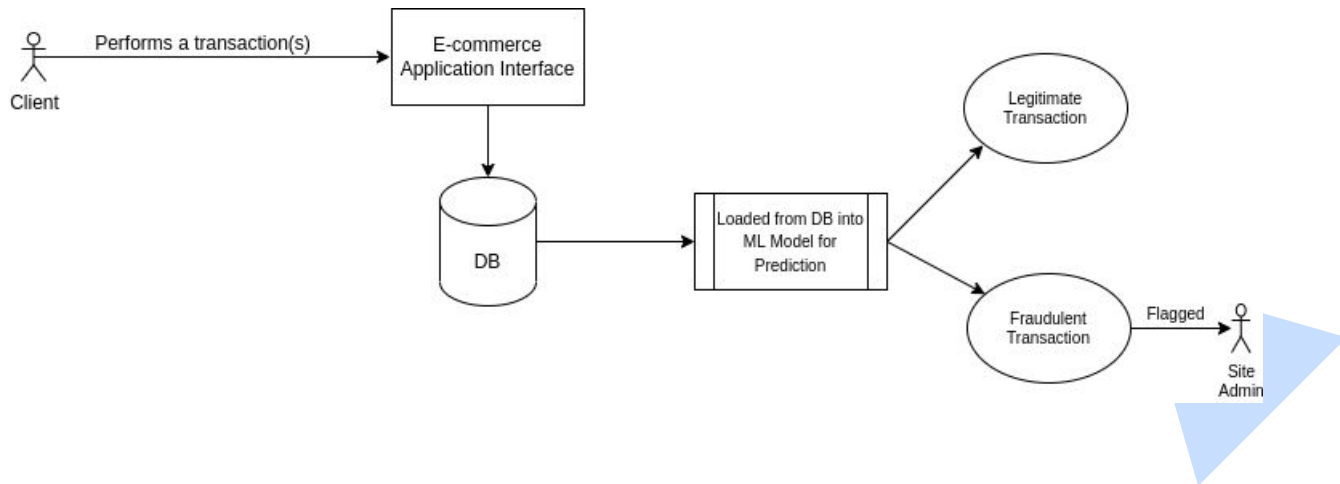 Performs a transaction(s)
Client
E-commerce
Application Interface
DB
Loaded from DB into
ML Model for
Prediction
Legitimate
Transaction
Fraudulent
Transaction
Flagged
Site
Admin